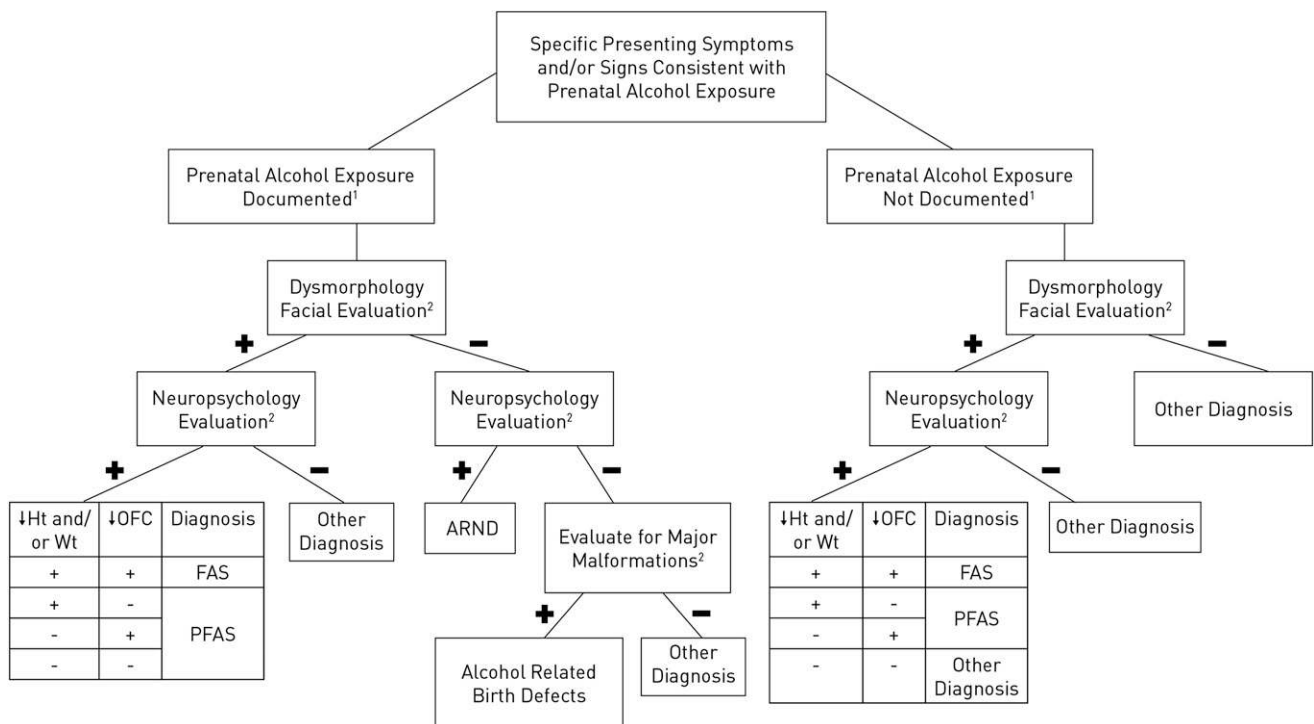 Specific Presenting Symptoms
and/or Signs Consistent with
Prenatal Alcohol Exposure
Prenatal Alcohol Exposure
Documented¹
Prenatal Alcohol Exposure
Not Documented¹
Dysmorphology
Facial Evaluation²
Dysmorphology
Facial Evaluation²
+ −
+ −
Neuropsychology
Evaluation²
Neuropsychology
Evaluation²
Neuropsychology
Evaluation²
Other Diagnosis
+ −
+ −
+ −
↓Ht and/
or Wt
↓OFC
Diagnosis
+ + FAS
+ -
- +
PFAS
- -
Other
Diagnosis
ARND
Evaluate for Major
Malformations²
+ −
Alcohol Related
Birth Defects
Other
Diagnosis
↓Ht and/
or Wt
↓OFC
Diagnosis
+ + FAS
+ -
PFAS
- +
- -
Other
Diagnosis
Other Diagnosis